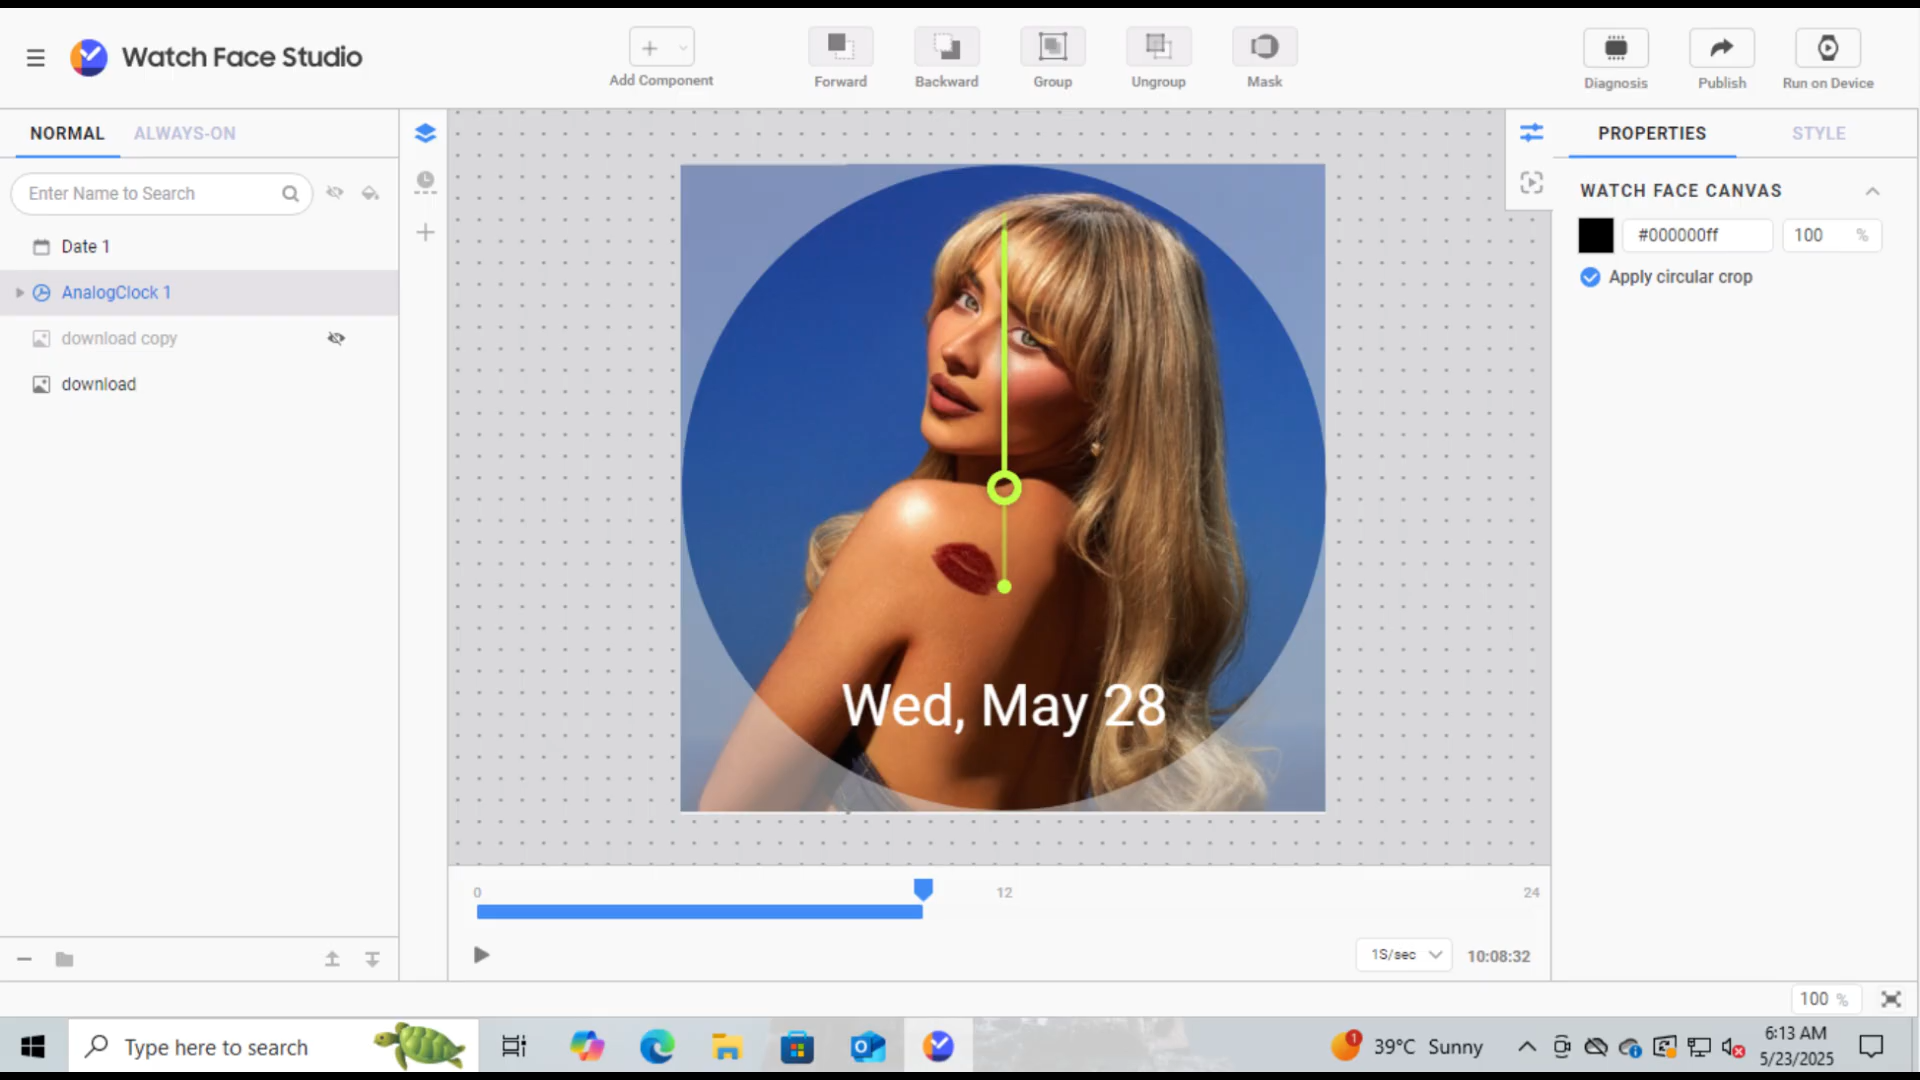 Watch Face Studio
Add Component
Forward
Backward
Group
Ungroup
Mask
Diagnosis
Publish
Run on Device
NORMAL
ALWAYS-ON
Enter Name to Search
Date 1
AnalogClock 1
download copy
download
PROPERTIES
STYLE
WATCH FACE CANVAS
#000000ff
100 %
Apply circular crop
Wed, May 28
0
12
24
1S/sec
10:08:32
100 %
Type here to search
1
39°C Sunny
6:13 AM
5/23/2025